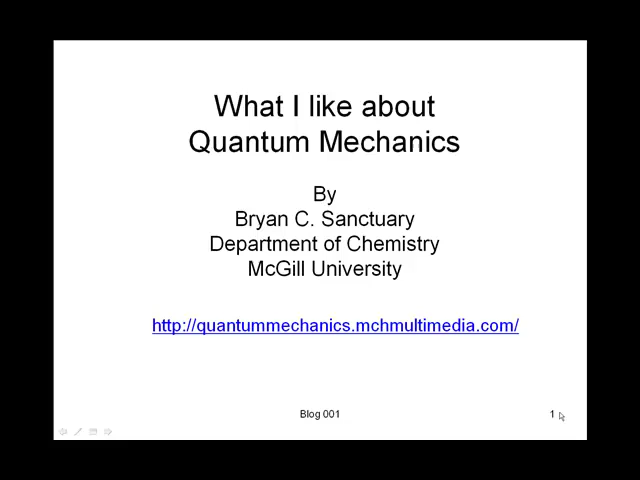 What I like about
Quantum Mechanics
By
Bryan C. Sanctuary
Department of Chemistry
McGill University
http://quantummechanics.mchmultimedia.com/
Blog 001
1